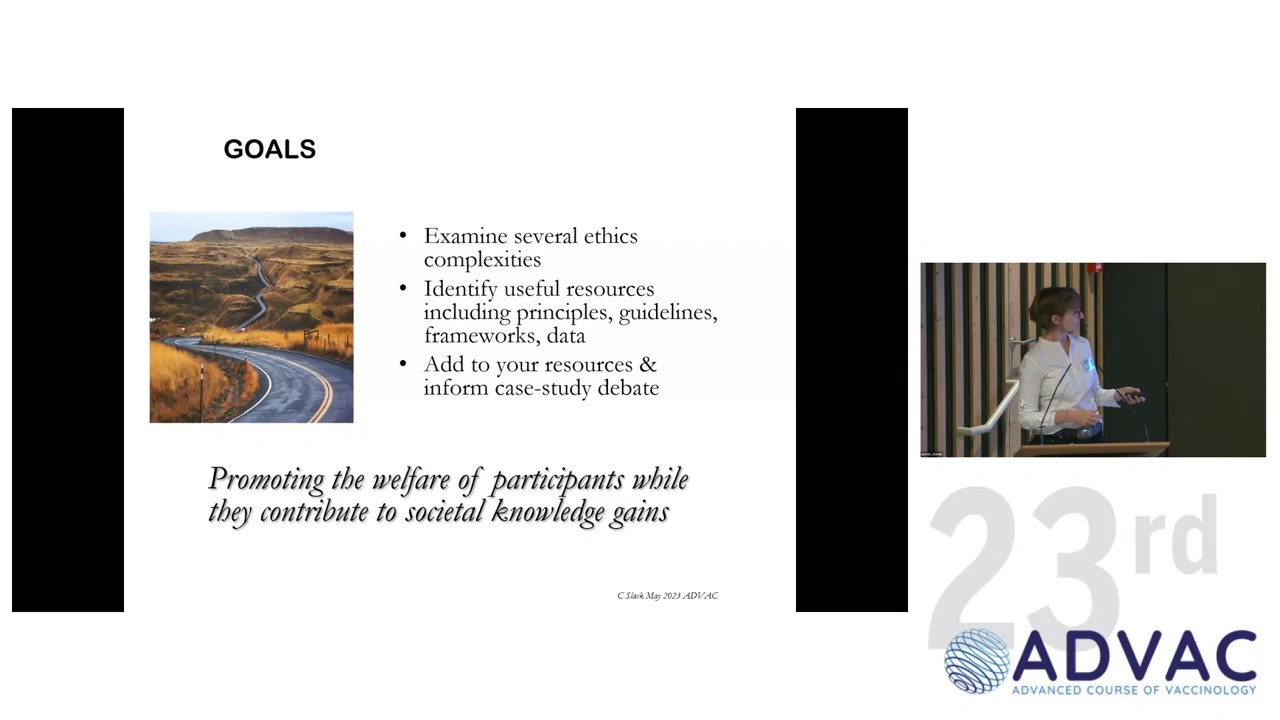 GOALS
• Examine several ethics
complexities
• Identify useful resources
including principles, guidelines,
frameworks, data
• Add to your resources &
inform case-study debate
Promoting the welfare of participants while
they contribute to societal knowledge gains
C Slack May 2023 ADVAC
23rd
ADVAC
ADVANCED COURSE OF VACCINOLOGY